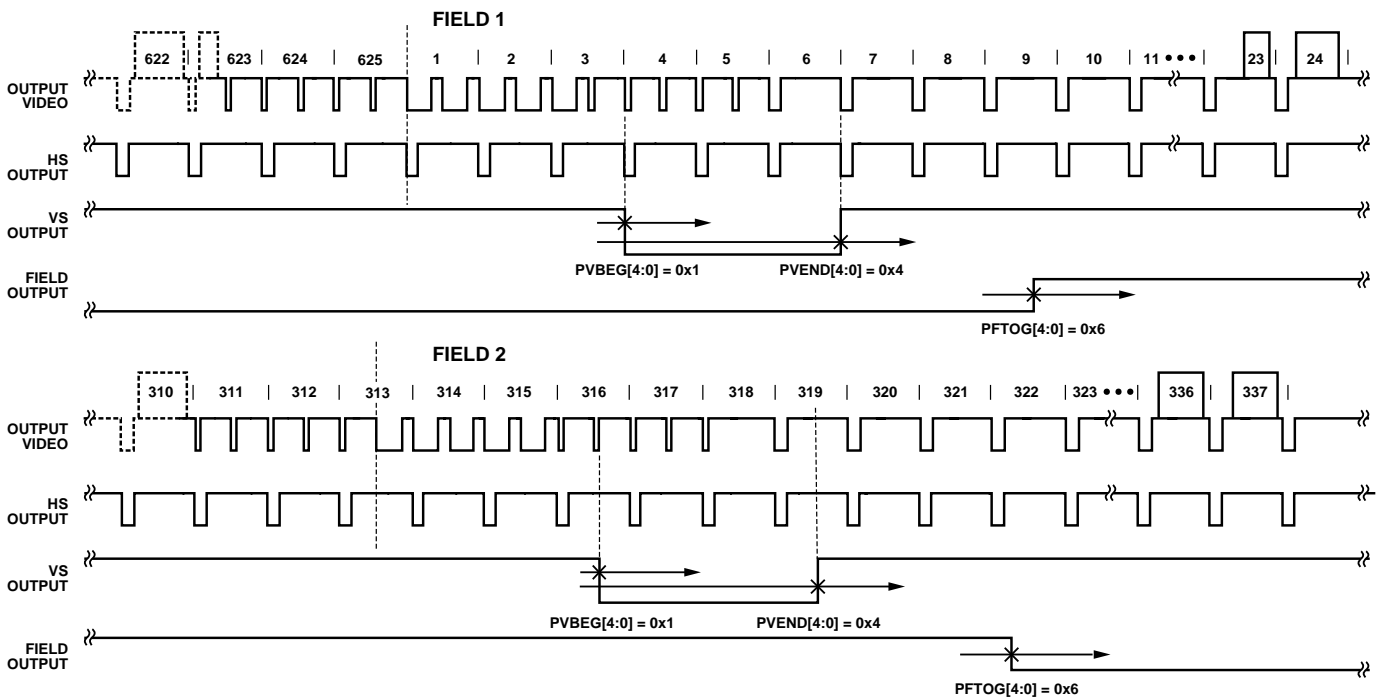 FIELD 1
622 | 623 | 624 | 625 | 1 | 2 | 3 | 4 | 5 | 6 | 7 | 8 | 9 | 10 | 11 ••• | 23 | 24 |
OUTPUT
VIDEO
HS
OUTPUT
VS
OUTPUT
PVBEG[4:0] = 0x1 PVEND[4:0] = 0x4
FIELD
OUTPUT
PFTOG[4:0] = 0x6
FIELD 2
310 | 311 | 312 | 313 | 314 | 315 | 316 | 317 | 318 | 319 | 320 | 321 | 322 | 323 ••• | 336 | 337 |
OUTPUT
VIDEO
HS
OUTPUT
VS
OUTPUT
PVBEG[4:0] = 0x1 PVEND[4:0] = 0x4
FIELD
OUTPUT
PFTOG[4:0] = 0x6